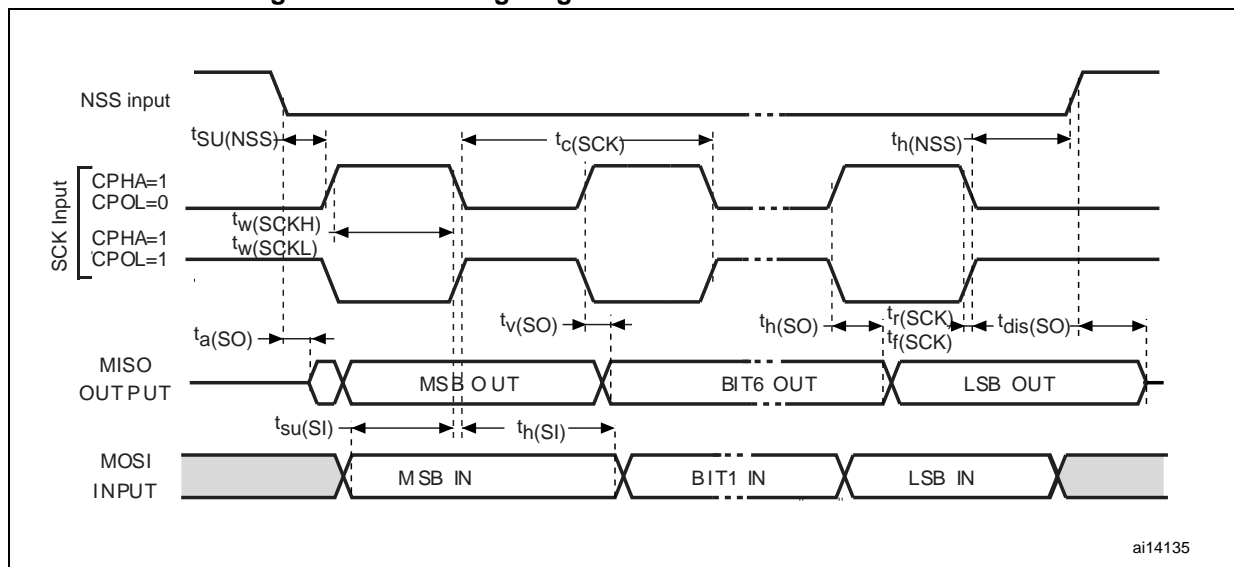 NSS input
tSU(NSS)
tc(SCK)
th(NSS)
SCK Input
CPHA=1
CPOL=0
CPHA=1
CPOL=1
tw(SCKH)
tw(SCKL)
ta(SO)
tv(SO)
th(SO)
tr(SCK)
tf(SCK)
tdis(SO)
MISO
OUTPUT
MSB OUT
BIT6 OUT
LSB OUT
tsu(SI)
th(SI)
MOSI
INPUT
MSB IN
BIT1 IN
LSB IN
ai14135